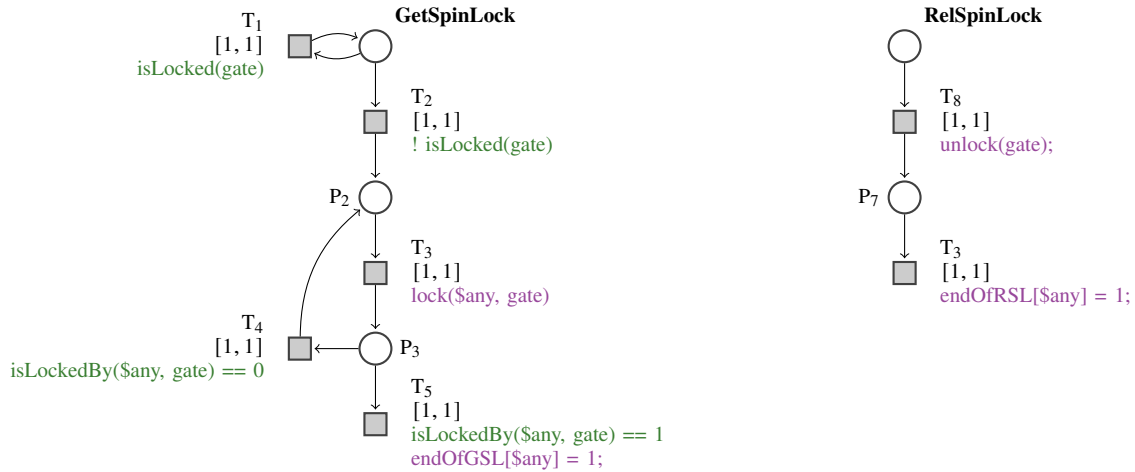 GetSpinLock
T1
[1, 1]
isLocked(gate)
T2
[1, 1]
! isLocked(gate)
P2
T3
[1, 1]
lock($any, gate)
T4
[1, 1]
isLockedBy($any, gate) == 0
P3
T5
[1, 1]
isLockedBy($any, gate) == 1
endOfGSL[$any] = 1;
RelSpinLock
T8
[1, 1]
unlock(gate);
P7
T3
[1, 1]
endOfRSL[$any] = 1;